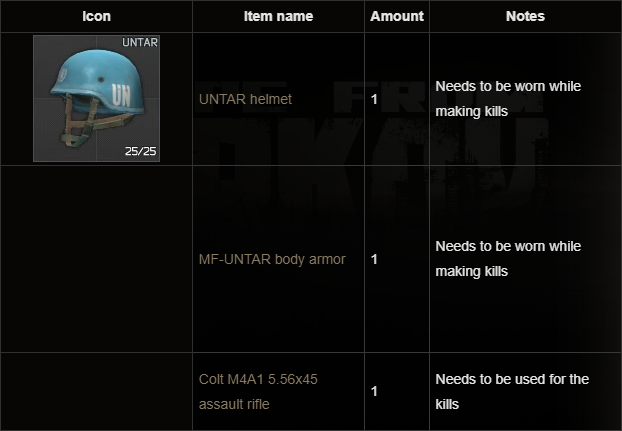 Icon Item name Amount Notes
UNTAR
UN
25/25
UNTAR helmet 1 Needs to be worn while
making kills
MF-UNTAR body armor 1 Needs to be worn while
making kills
Colt M4A1 5.56x45
assault rifle
1
Needs to be used for the
kills